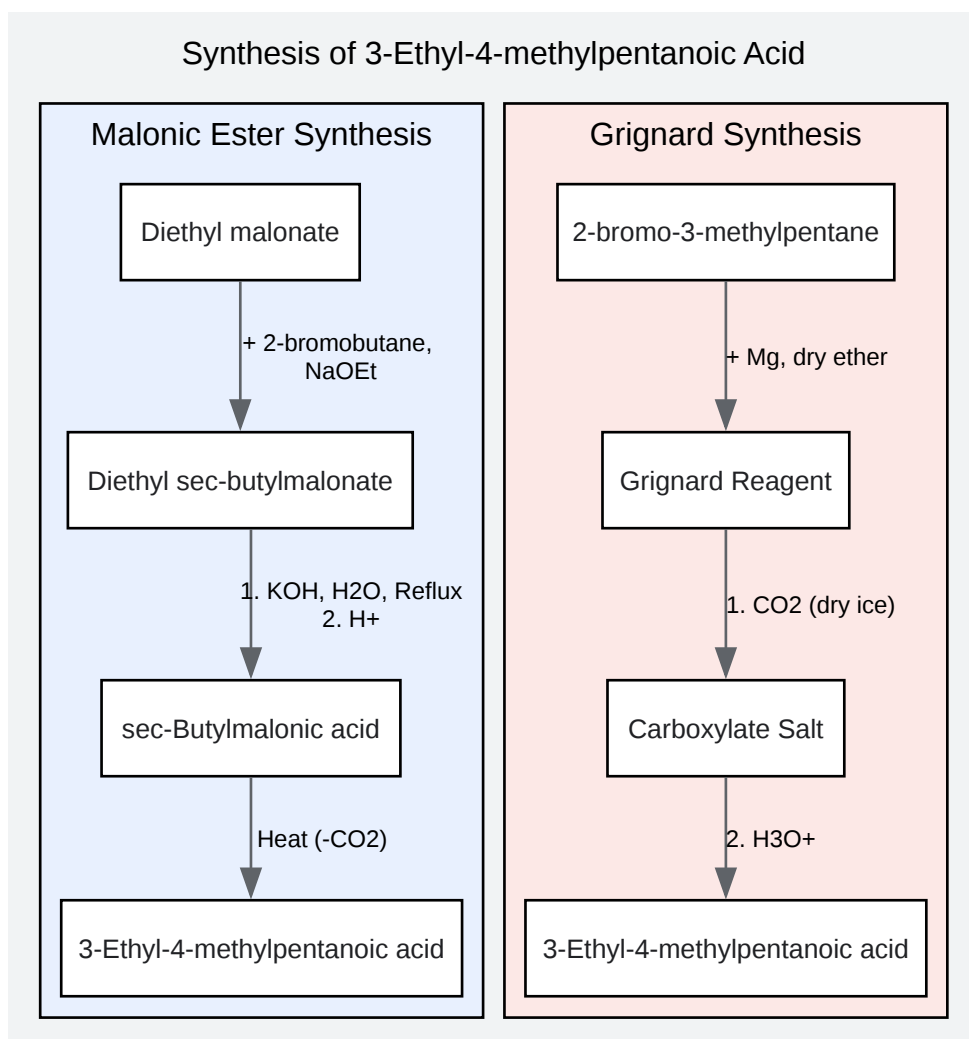 Synthesis of 3-Ethyl-4-methylpentanoic Acid
Malonic Ester Synthesis
Diethyl malonate
+ 2-bromobutane,
NaOEt
Diethyl sec-butylmalonate
1. KOH, H2O, Reflux
2. H+
sec-Butylmalonic acid
Heat (-CO2)
3-Ethyl-4-methylpentanoic acid
Grignard Synthesis
2-bromo-3-methylpentane
+ Mg, dry ether
Grignard Reagent
1. CO2 (dry ice)
Carboxylate Salt
2. H3O+
3-Ethyl-4-methylpentanoic acid